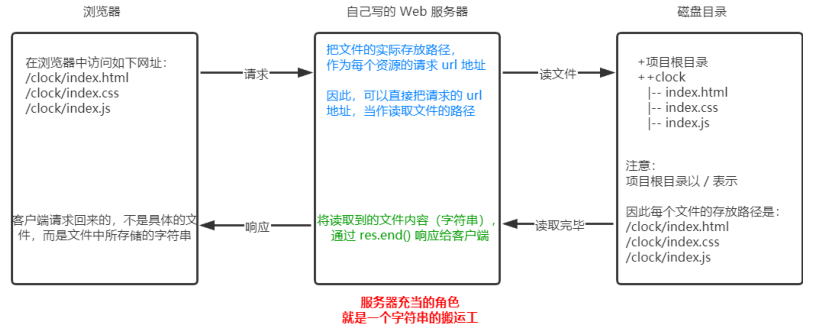 浏览器
自己写的 Web 服务器
磁盘目录
在浏览器中访问如下网址：
/clock/index.html
/clock/index.css
/clock/index.js
客户端请求回来的，不是具体的文
件，而是文件中所存储的字符串
请求
响应
把文件的实际存放路径，
作为每个资源的请求 url 地址
因此，可以直接把请求的 url
地址，当作读取文件的路径
将读取到的文件内容（字符串），
通过 res.end() 响应给客户端
读文件
读取完毕
+项目根目录
++clock
|-- index.html
|-- index.css
|-- index.js
注意：
项目根目录以 / 表示
因此每个文件的存放路径是：
/clock/index.html
/clock/index.css
/clock/index.js
服务器充当的角色
就是一个字符串的搬运工